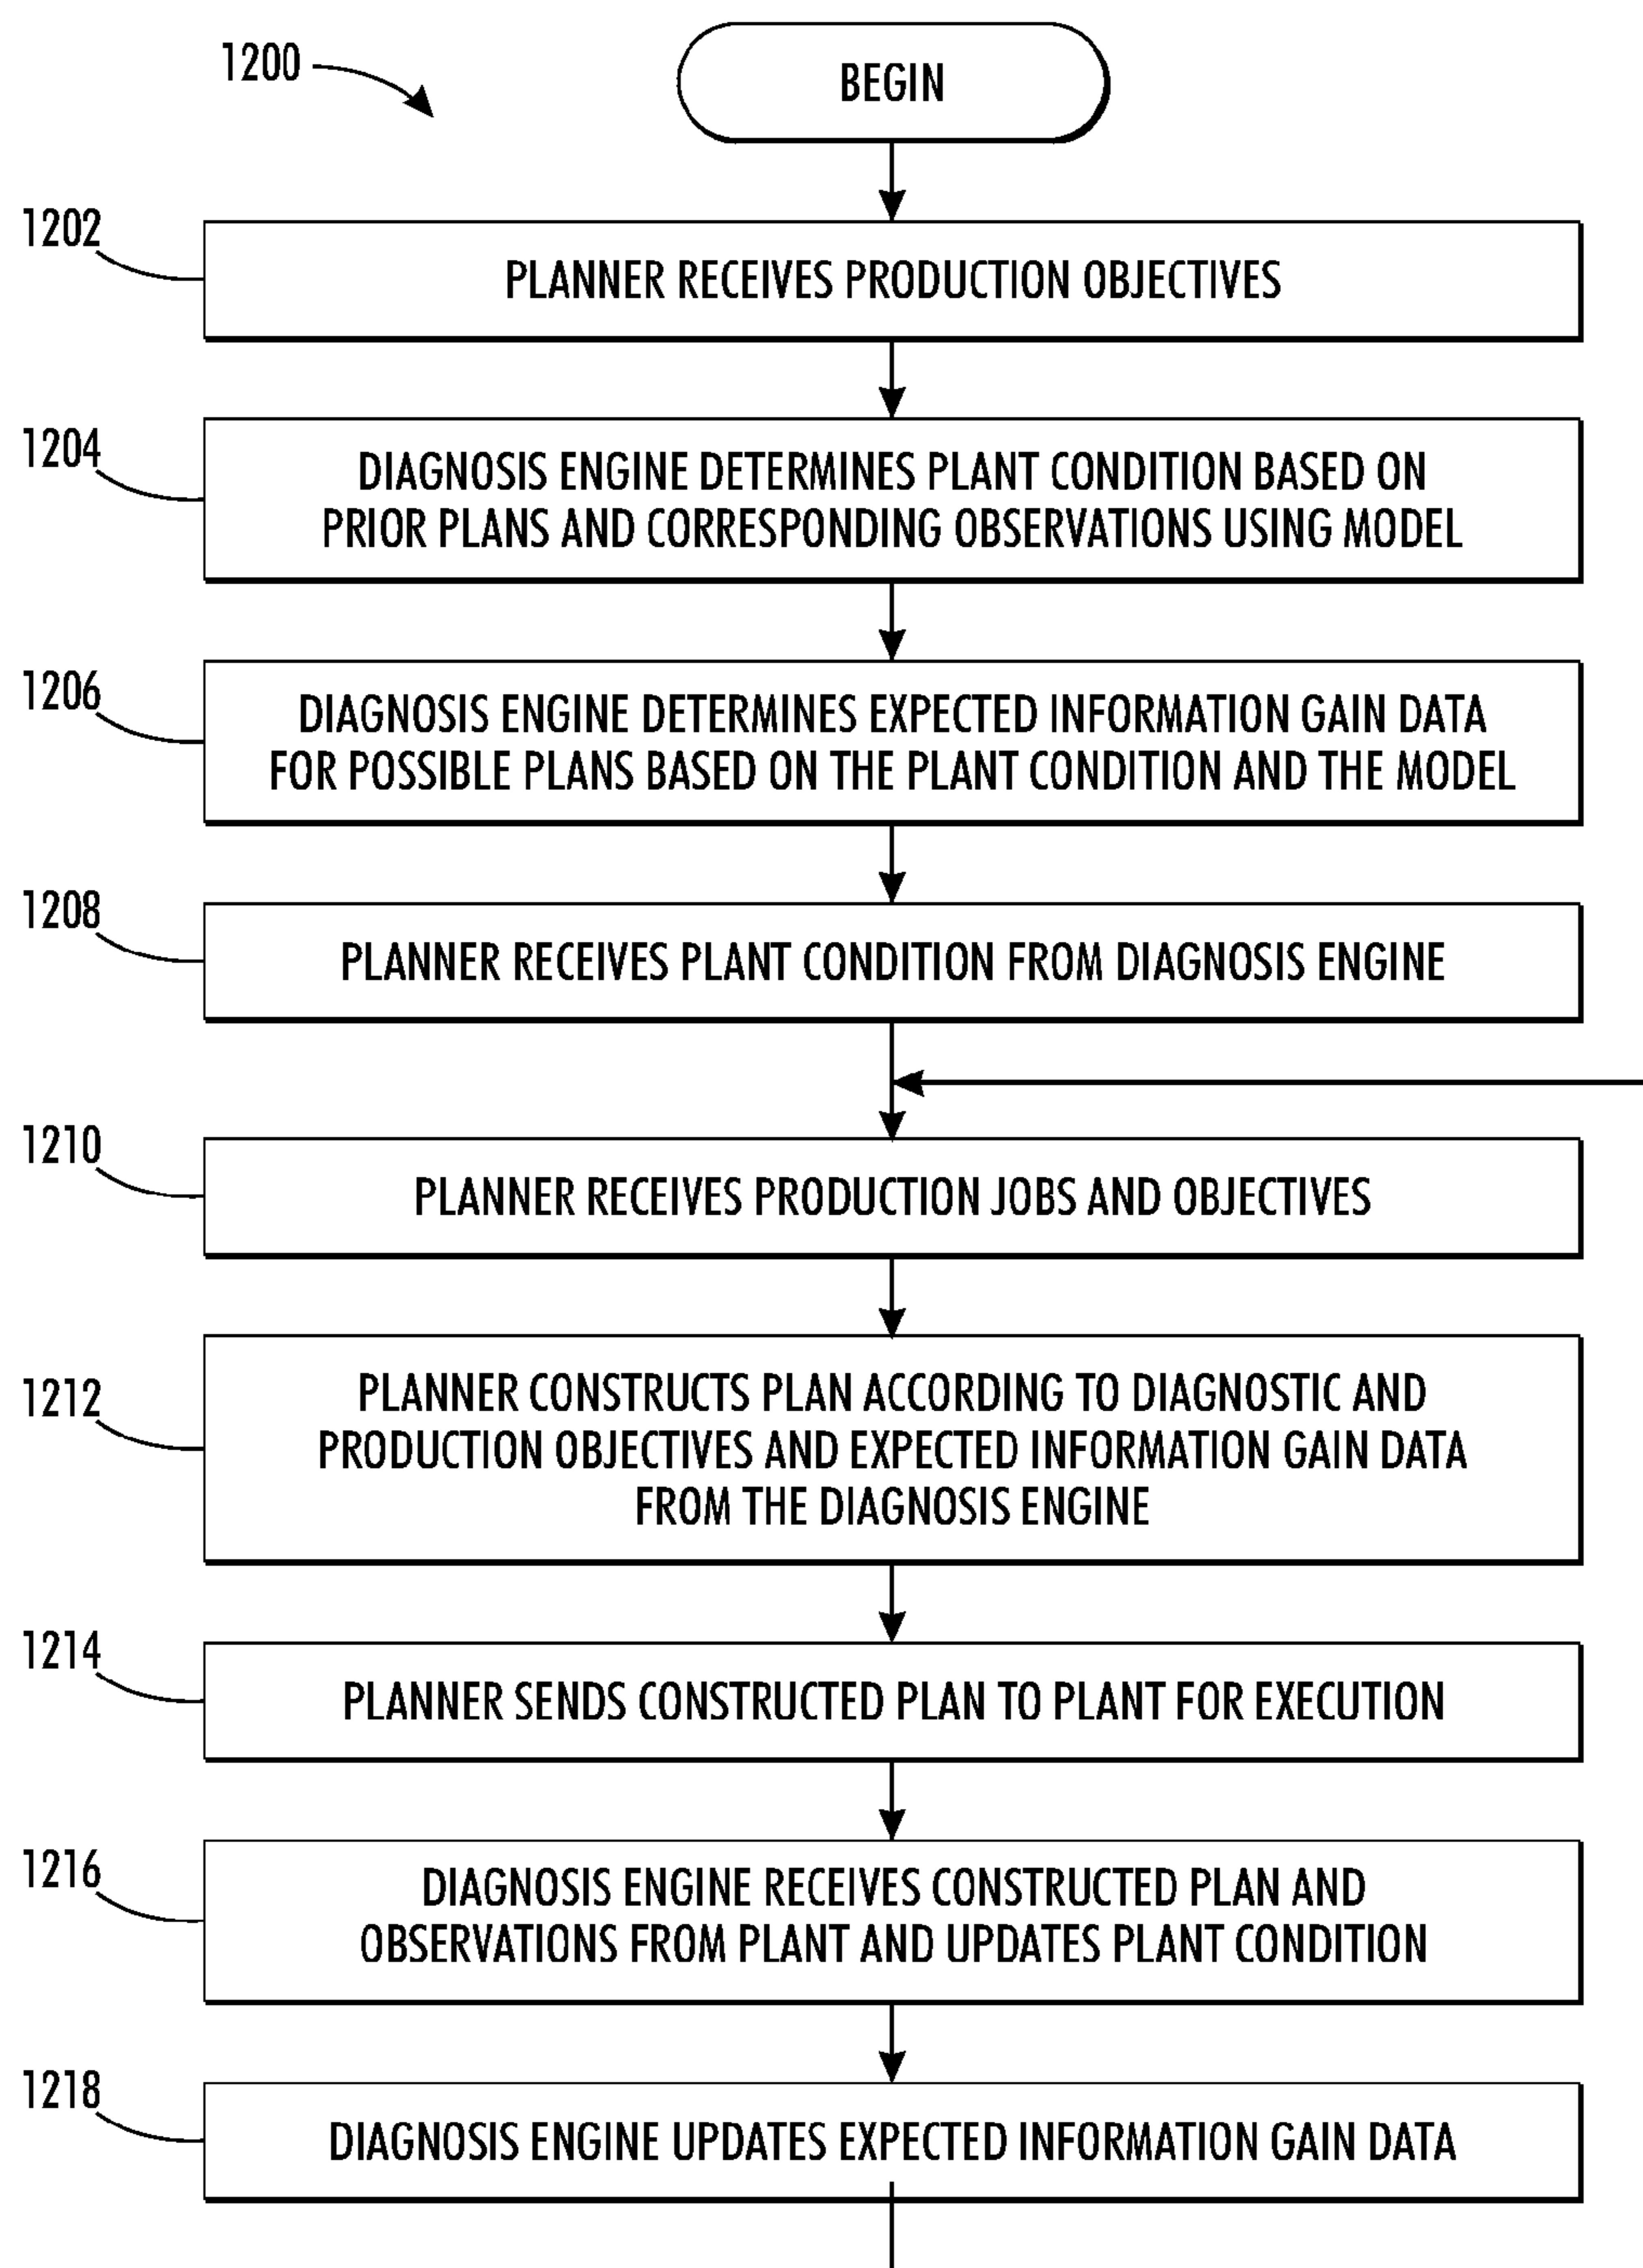 1200
BEGIN
1202
PLANNER RECEIVES PRODUCTION OBJECTIVES
1204
DIAGNOSIS ENGINE DETERMINES PLANT CONDITION BASED ON
PRIOR PLANS AND CORRESPONDING OBSERVATIONS USING MODEL
1206
DIAGNOSIS ENGINE DETERMINES EXPECTED INFORMATION GAIN DATA
FOR POSSIBLE PLANS BASED ON THE PLANT CONDITION AND THE MODEL
1208
PLANNER RECEIVES PLANT CONDITION FROM DIAGNOSIS ENGINE
1210
PLANNER RECEIVES PRODUCTION JOBS AND OBJECTIVES
1212
PLANNER CONSTRUCTS PLAN ACCORDING TO DIAGNOSTIC AND
PRODUCTION OBJECTIVES AND EXPECTED INFORMATION GAIN DATA
FROM THE DIAGNOSIS ENGINE
1214
PLANNER SENDS CONSTRUCTED PLAN TO PLANT FOR EXECUTION
1216
DIAGNOSIS ENGINE RECEIVES CONSTRUCTED PLAN AND
OBSERVATIONS FROM PLANT AND UPDATES PLANT CONDITION
1218
DIAGNOSIS ENGINE UPDATES EXPECTED INFORMATION GAIN DATA